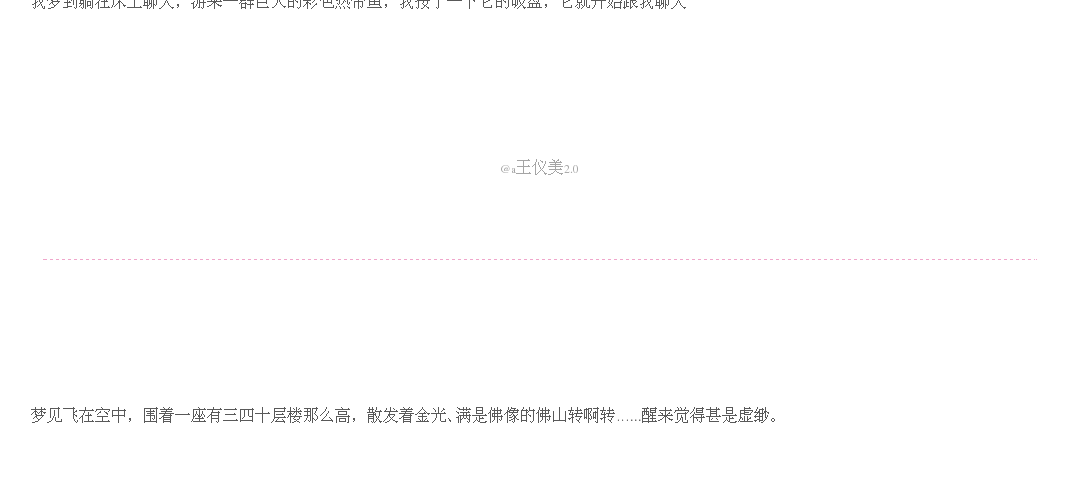 我梦到躺在床上聊天，游来一群巨大的彩色热带鱼，我按了一下它的吸盘，它就开始跟我聊天
@a王仪美2.0
梦见飞在空中，围着一座有三四十层楼那么高，散发着金光、满是佛像的佛山转啊转……醒来觉得甚是虚缈。